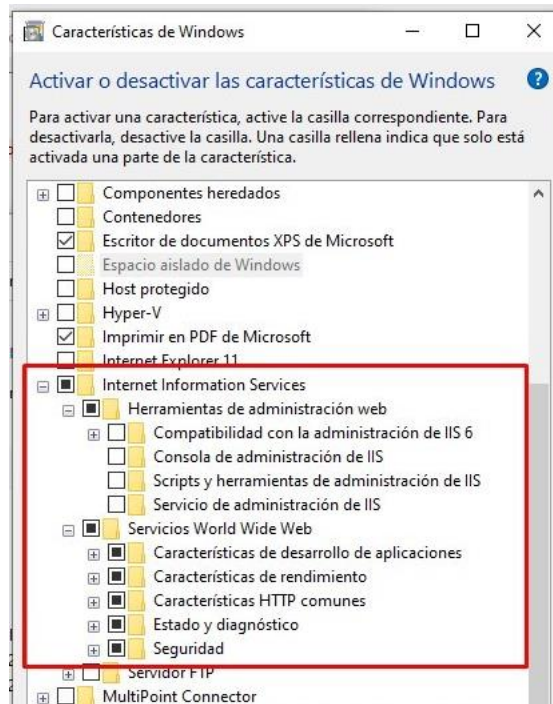 Características de Windows
Activar o desactivar las características de Windows
Para activar una característica, active la casilla correspondiente. Para
desactivarla, desactive la casilla. Una casilla rellena indica que solo está
activada una parte de la característica.
Componentes heredados
Contenedores
Escritor de documentos XPS de Microsoft
Espacio aislado de Windows
Host protegido
Hyper-V
Imprimir en PDF de Microsoft
Internet Explorer 11
Internet Information Services
Herramientas de administración web
Compatibilidad con la administración de IIS 6
Consola de administración de IIS
Scripts y herramientas de administración de IIS
Servicio de administración de IIS
Servicios World Wide Web
Características de desarrollo de aplicaciones
Características de rendimiento
Características HTTP comunes
Estado y diagnóstico
Seguridad
Servidor FTP
MultiPoint Connector